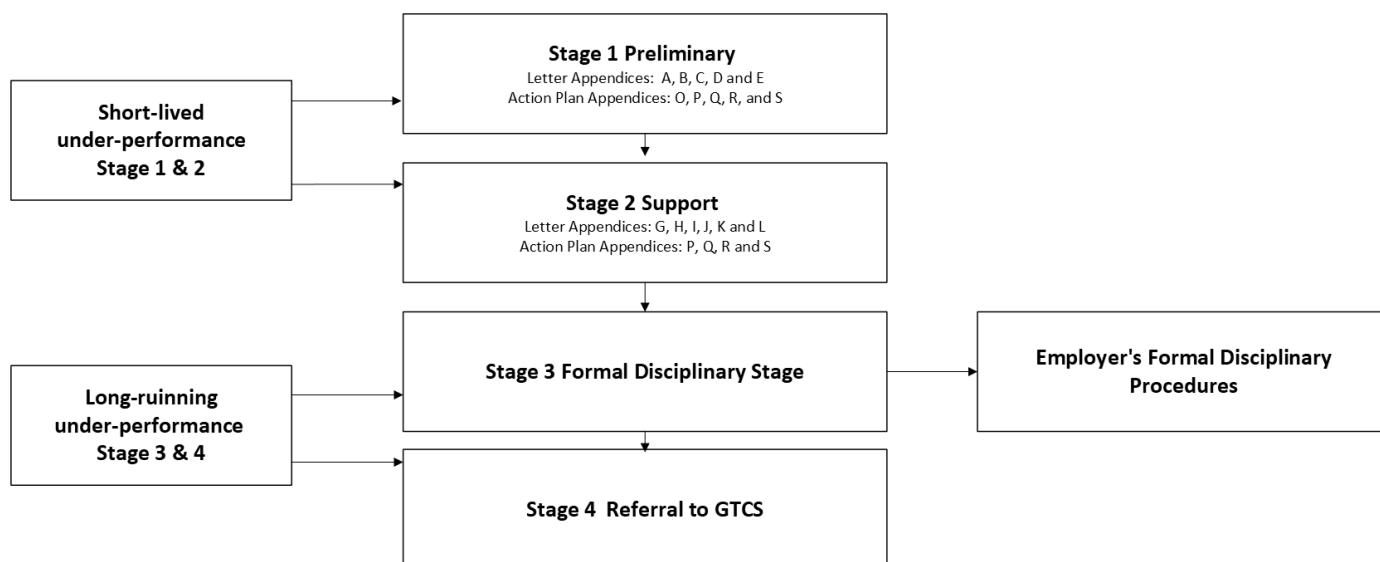 Stage 1 Preliminary
Letter Appendices:  A, B, C, D and E
Action Plan Appendices: O, P, Q, R, and S
Short-lived
under-performance
Stage 1 & 2
Stage 2 Support
Letter Appendices: G, H, I, J, K and L
Action Plan Appendices: P, Q, R and S
Stage 3 Formal Disciplinary Stage
Employer's Formal Disciplinary
Procedures
Long-ruinning
under-performance
Stage 3 & 4
Stage 4  Referral to GTCS